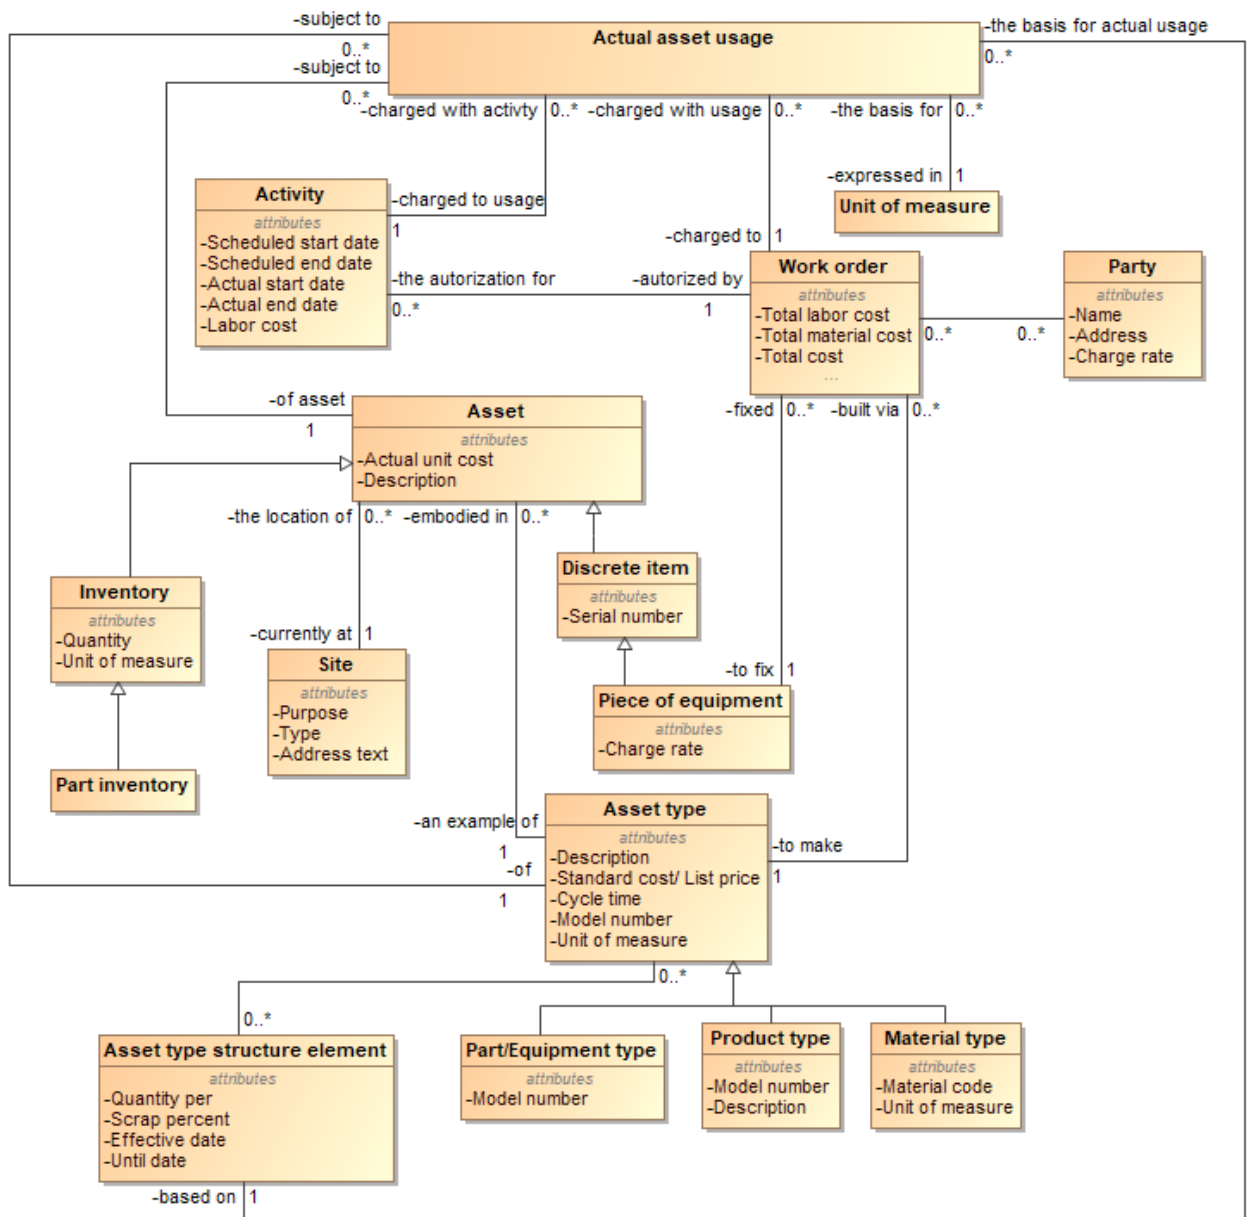 -subject to
0..*
-subject to
0..*
Actual asset usage
-the basis for actual usage
0..*
-charged with activty
0..*
-charged with usage
0..*
-the basis for
0..*
-expressed in
1
Unit of measure
Activity
attributes
-Scheduled start date
-Scheduled end date
-Actual start date
-Actual end date
-Labor cost
-charged to usage
1
-charged to
1
-the autorization for
0..*
-autorized by
1
Work order
attributes
-Total labor cost
-Total material cost
-Total cost
...
0..*
0..*
Party
attributes
-Name
-Address
-Charge rate
-of asset
1
Asset
attributes
-Actual unit cost
-Description
-fixed
0..*
-built via
0..*
-the location of
0..*
-embodied in
0..*
Discrete item
attributes
-Serial number
Inventory
attributes
-Quantity
-Unit of measure
-currently at
1
Site
attributes
-Purpose
-Type
-Address text
-to fix
1
Piece of equipment
attributes
-Charge rate
Part inventory
-an example of
1
-of
1
Asset type
attributes
-Description
-Standard cost/ List price
-Cycle time
-Model number
-Unit of measure
-to make
1
0..*
0..*
Asset type structure element
attributes
-Quantity per
-Scrap percent
-Effective date
-Until date
Part/Equipment type
attributes
-Model number
Product type
attributes
-Model number
-Description
Material type
attributes
-Material code
-Unit of measure
-based on
1